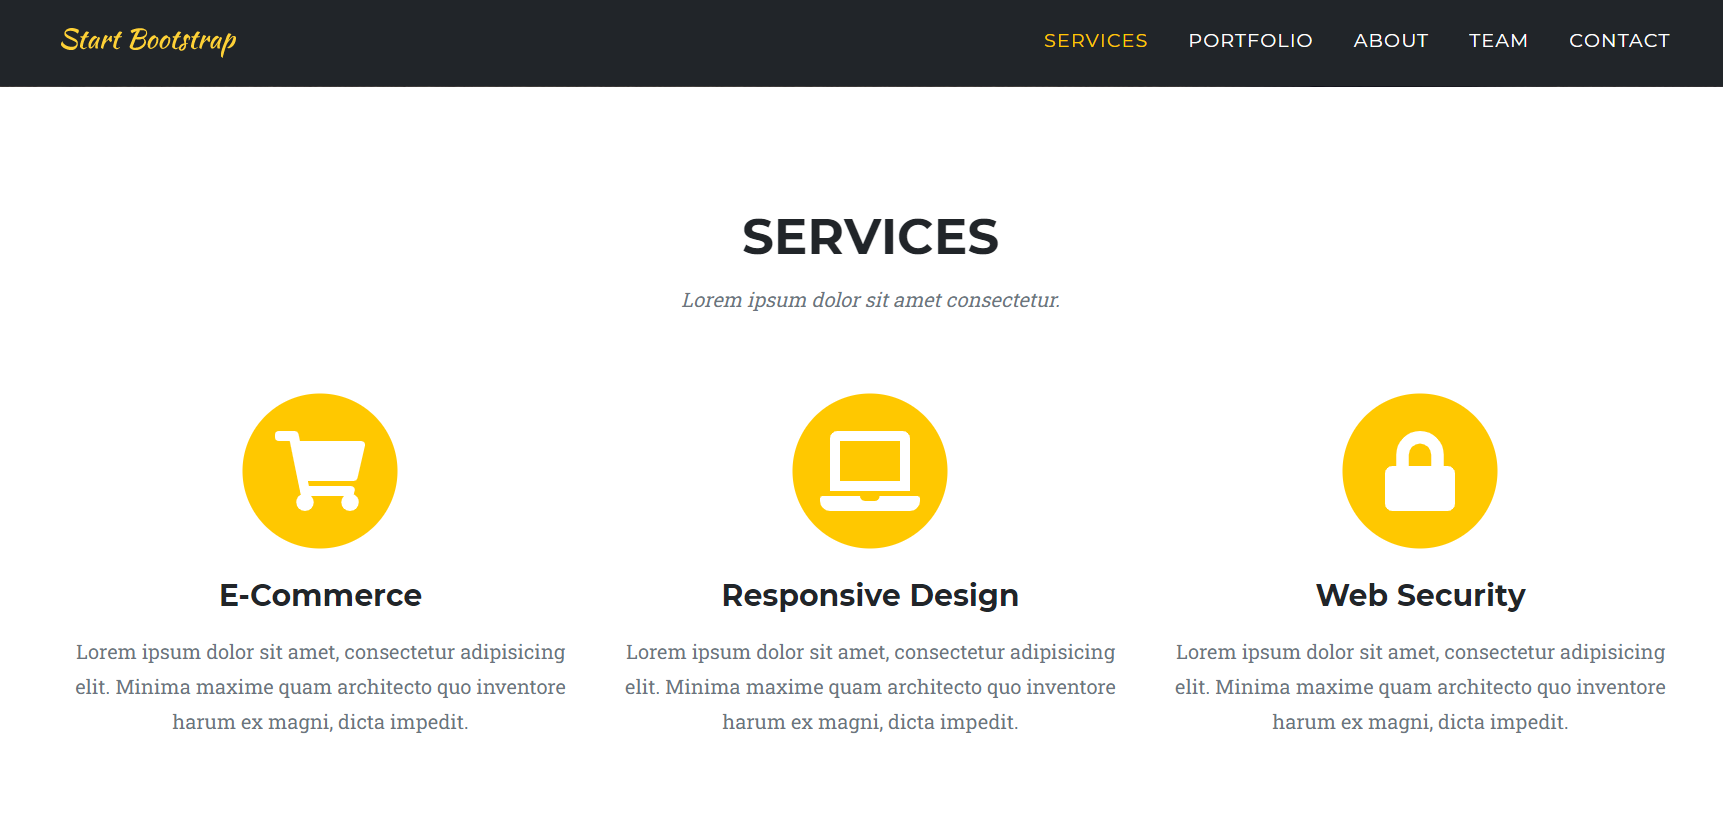 Start Bootstrap
SERVICES PORTFOLIO ABOUT TEAM CONTACT
SERVICES
Lorem ipsum dolor sit amet consectetur.
E-Commerce
Lorem ipsum dolor sit amet, consectetur adipisicing
elit. Minima maxime quam architecto quo inventore
harum ex magni, dicta impedit.
Responsive Design
Lorem ipsum dolor sit amet, consectetur adipisicing
elit. Minima maxime quam architecto quo inventore
harum ex magni, dicta impedit.
Web Security
Lorem ipsum dolor sit amet, consectetur adipisicing
elit. Minima maxime quam architecto quo inventore
harum ex magni, dicta impedit.